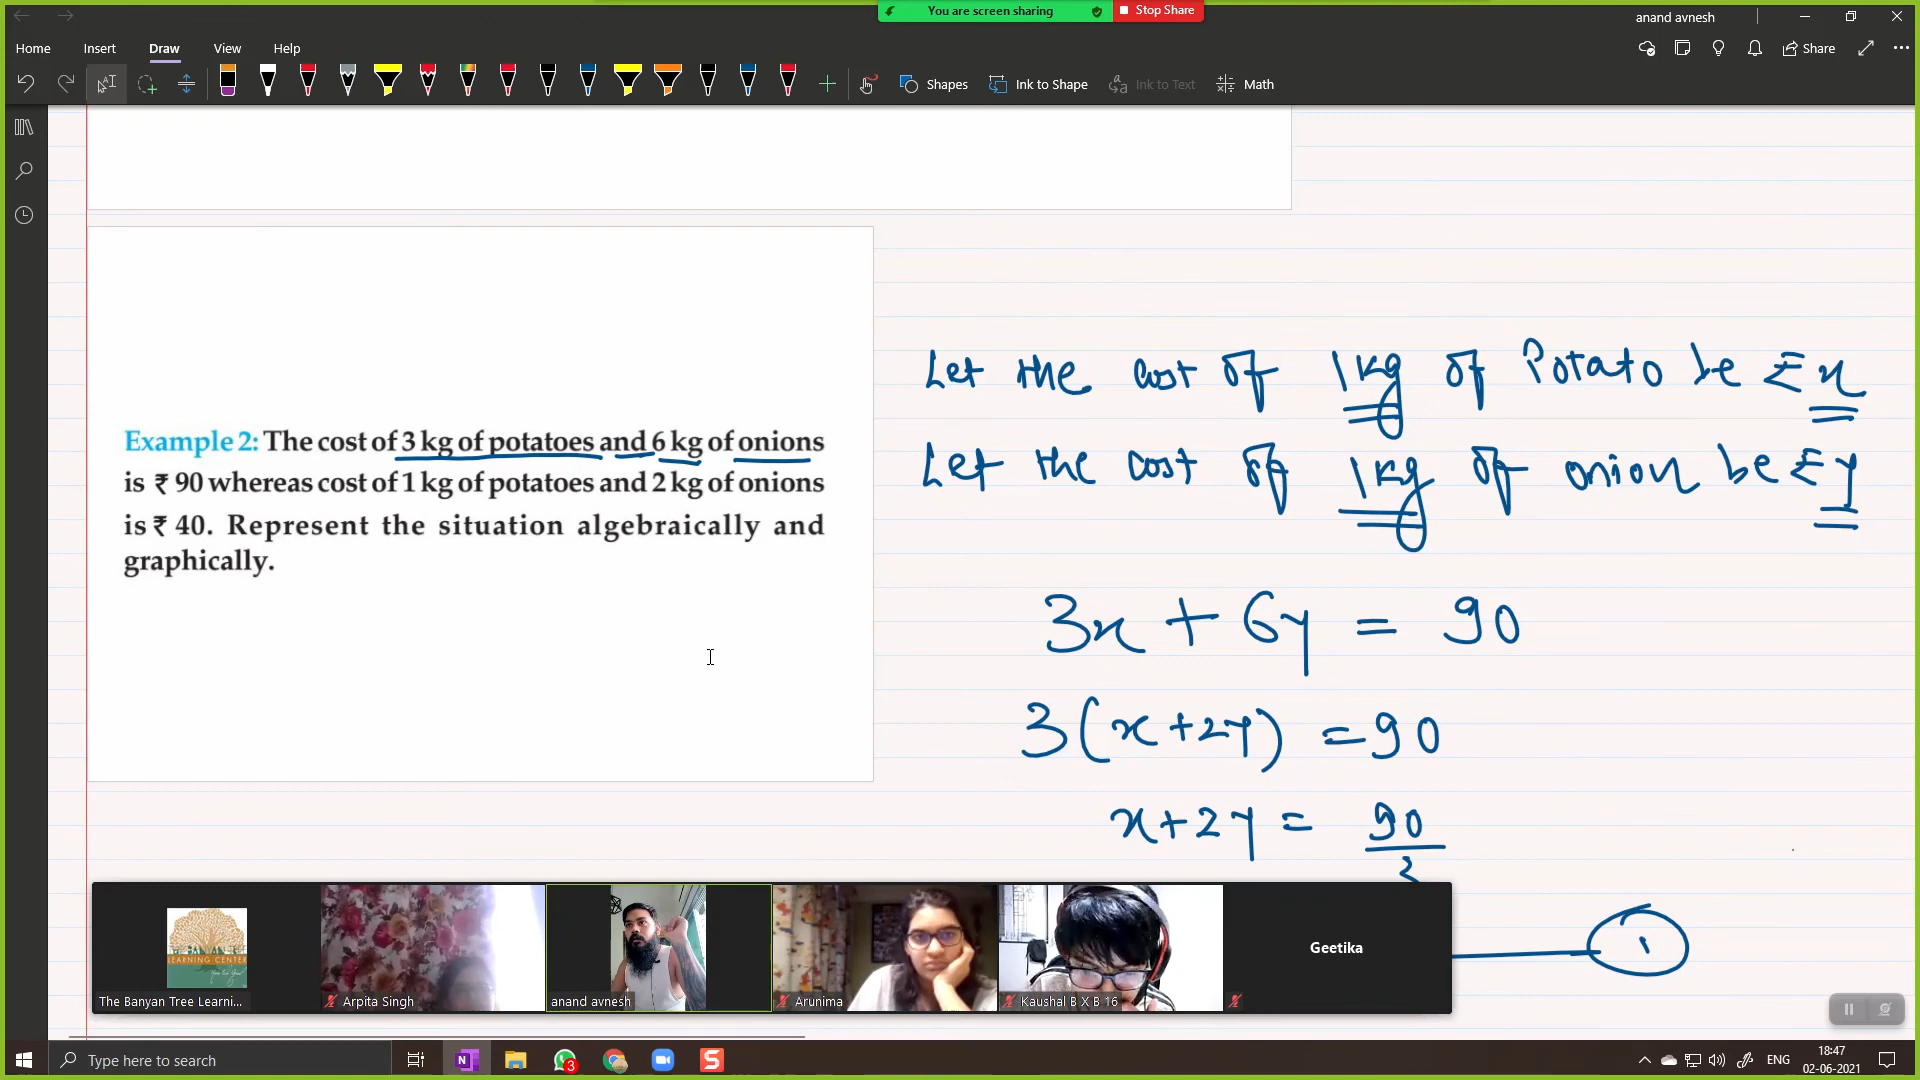 You are screen sharing
Stop Share
anand avnesh
Home Insert Draw View Help
Share
Shapes
Ink to Shape
Ink to Text
Math
Example 2: The cost of 3 kg of potatoes and 6 kg of onions
is ₹ 90 whereas cost of 1 kg of potatoes and 2 kg of onions
is ₹ 40. Represent the situation algebraically and
graphically.
Let the cost of 1kg of Potato be ₹ x
Let the cost of 1kg of onion be ₹ y
3x + 6y = 90
3(x+2y) = 90
x+2y = 90
3
1
LEARNING CENTER
The Banyan Tree Learni...
Arpita Singh
anand avnesh
Arunima
Kaushal B X B 16
Geetika
Type here to search
N
3
S
ENG
18:47
02-06-2021